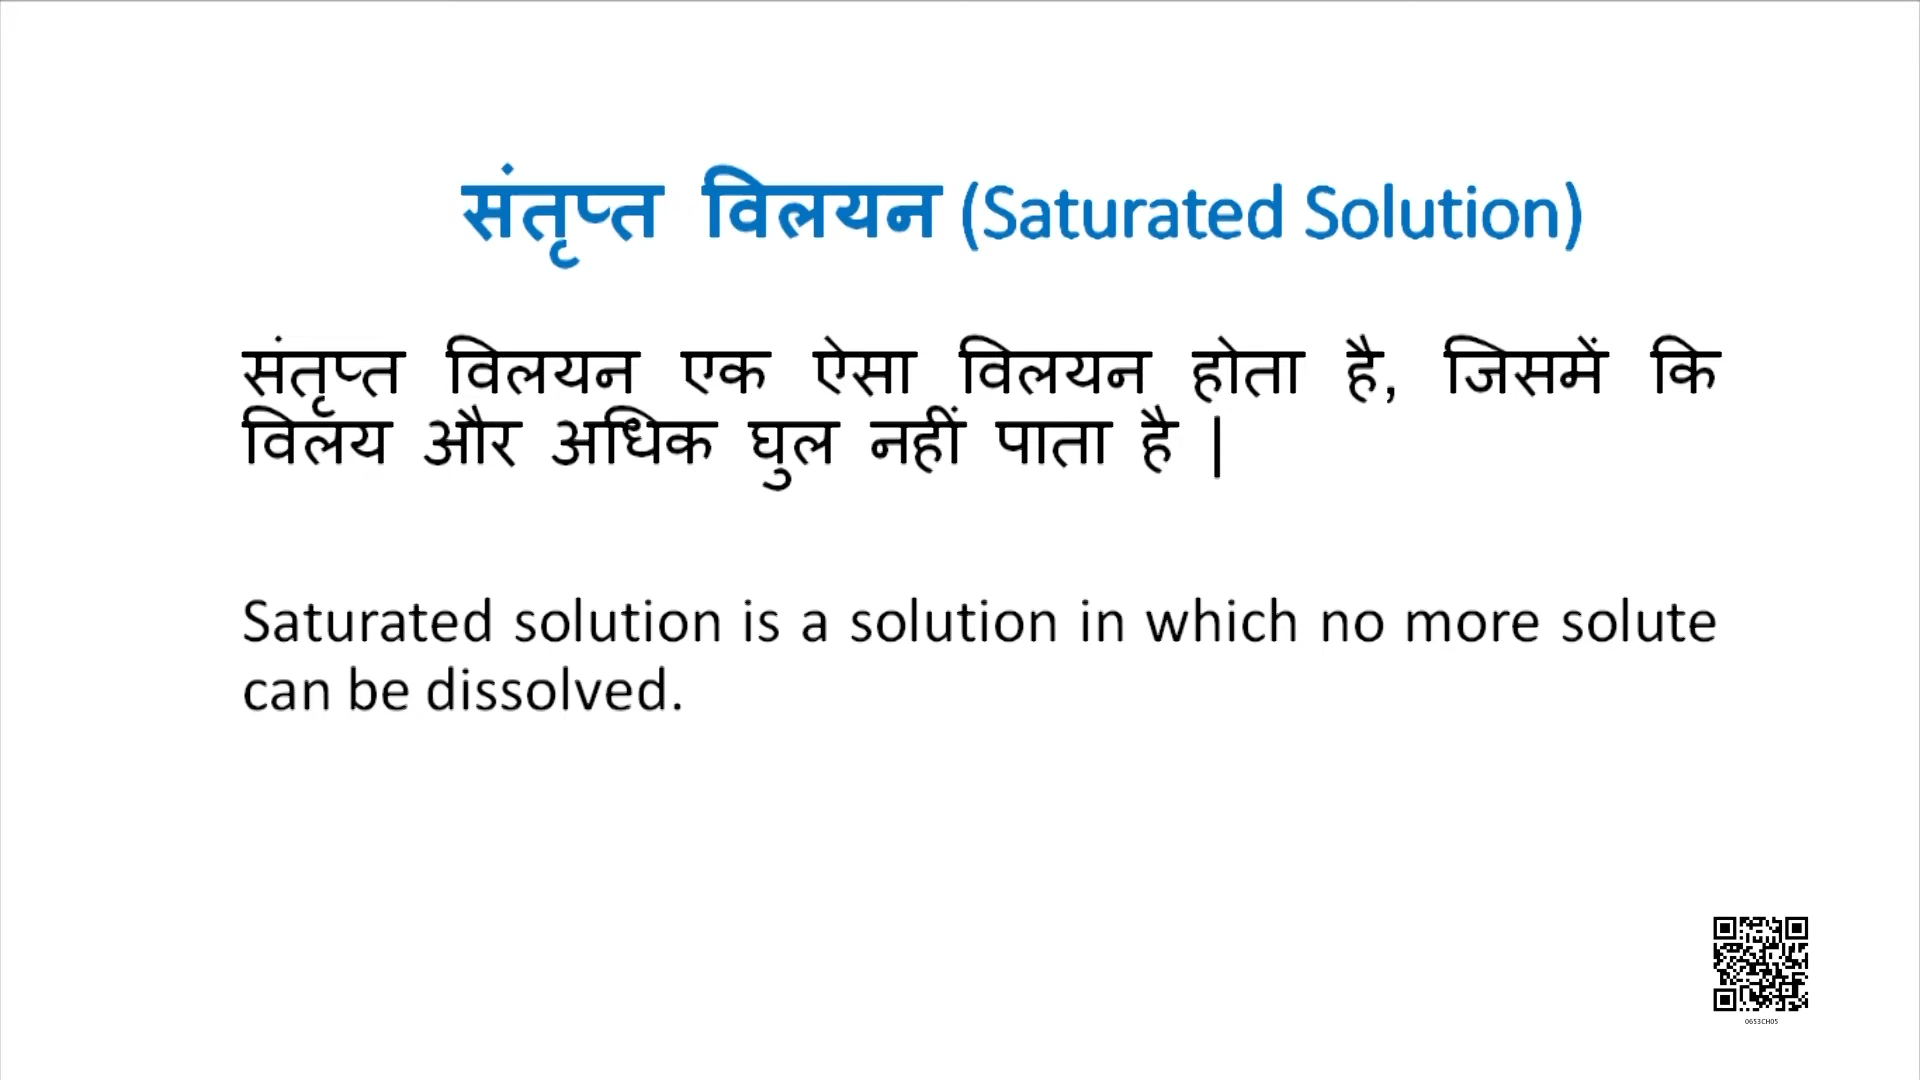 संतृप्त विलयन (Saturated Solution)
संतृप्त विलयन एक ऐसा विलयन होता है, जिसमें कि
विलय और अधिक घुल नहीं पाता है |
Saturated solution is a solution in which no more solute
can be dissolved.
0653CH05